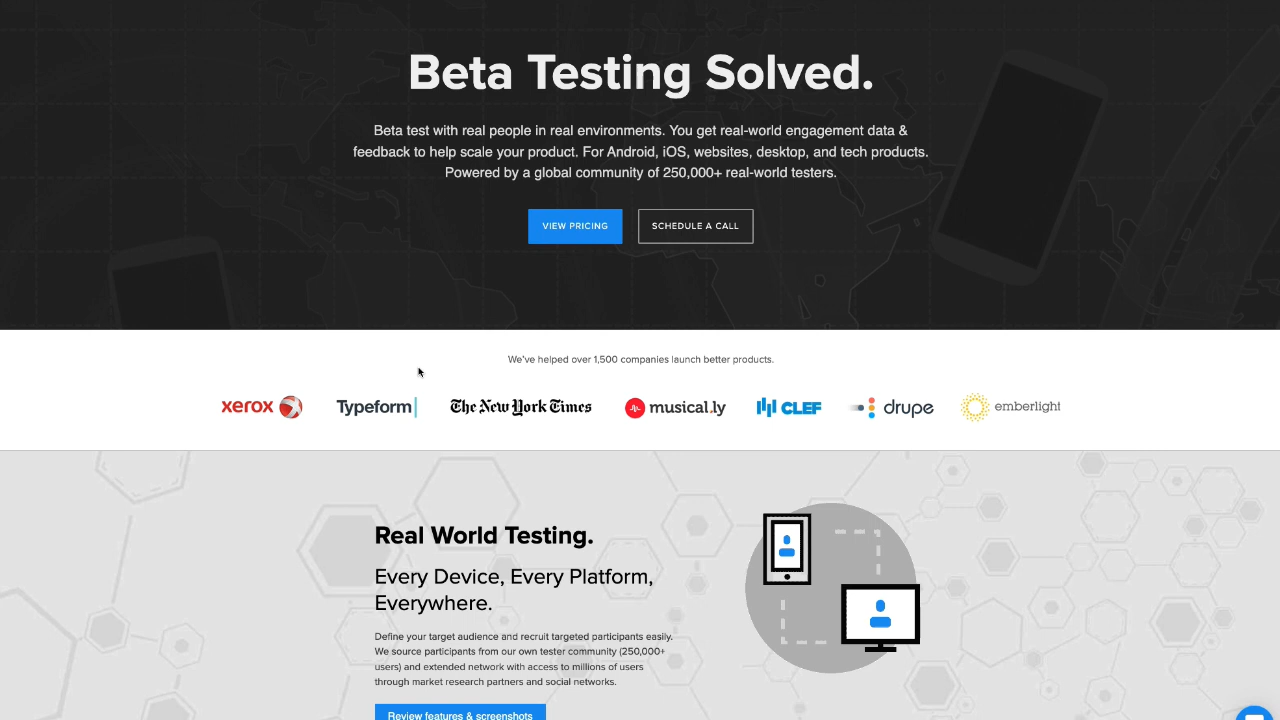 Beta Testing Solved.
Beta test with real people in real environments. You get real-world engagement data &
feedback to help scale your product. For Android, iOS, websites, desktop, and tech products.
Powered by a global community of 250,000+ real-world testers.
VIEW PRICING
SCHEDULE A CALL
We've helped over 1,500 companies launch better products.
xerox
Typeform
The New York Times
musical.ly
CLEF
drupe
emberlight
Real World Testing.
Every Device, Every Platform,
Everywhere.
Define your target audience and recruit targeted participants easily.
We source participants from our own tester community (250,000+
users) and extended network with access to millions of users
through market research partners and social networks.
Review features & screenshots